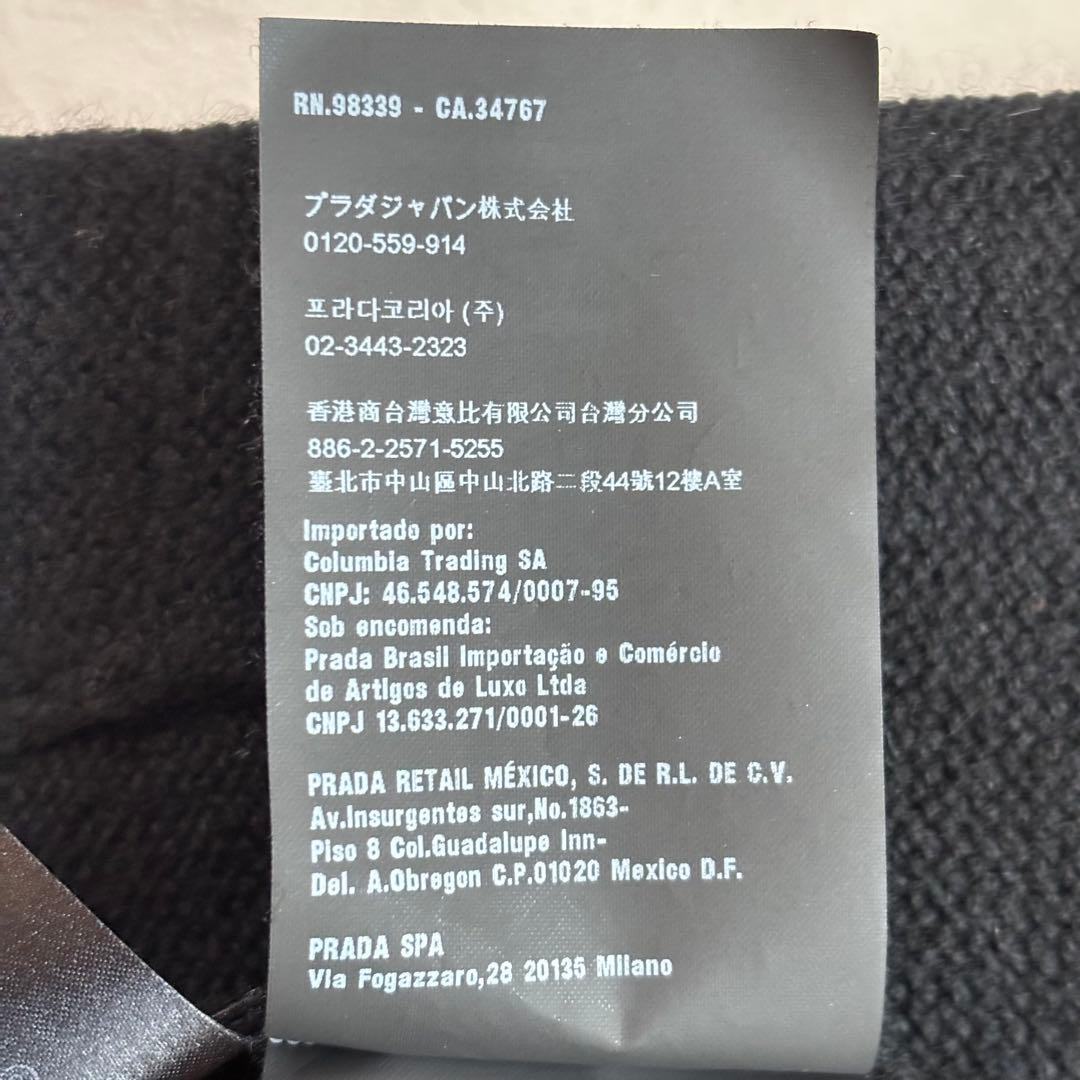 RN.98339 - CA.34767
プラダジャパン株式会社
0120-559-914
프라다코리아 (주)
02-3443-2323
香港商台灣意比有限公司台灣分公司
886-2-2571-5255
臺北市中山區中山北路二段44號12樓A室
Importado por:
Columbia Trading SA
CNPJ: 46.548.574/0007-95
Sob encomenda:
Prada Brasil Importação e Comércio
de Artigos de Luxo Ltda
CNPJ 13.633.271/0001-26
PRADA RETAIL MÉXICO, S. DE R.L. DE C.V.
Av.Insurgentes sur,No.1863-
Piso 8 Col.Guadalupe Inn-
Del. A.Obregon C.P.01020 Mexico D.F.
PRADA SPA
Via Fogazzaro,28 20135 Milano